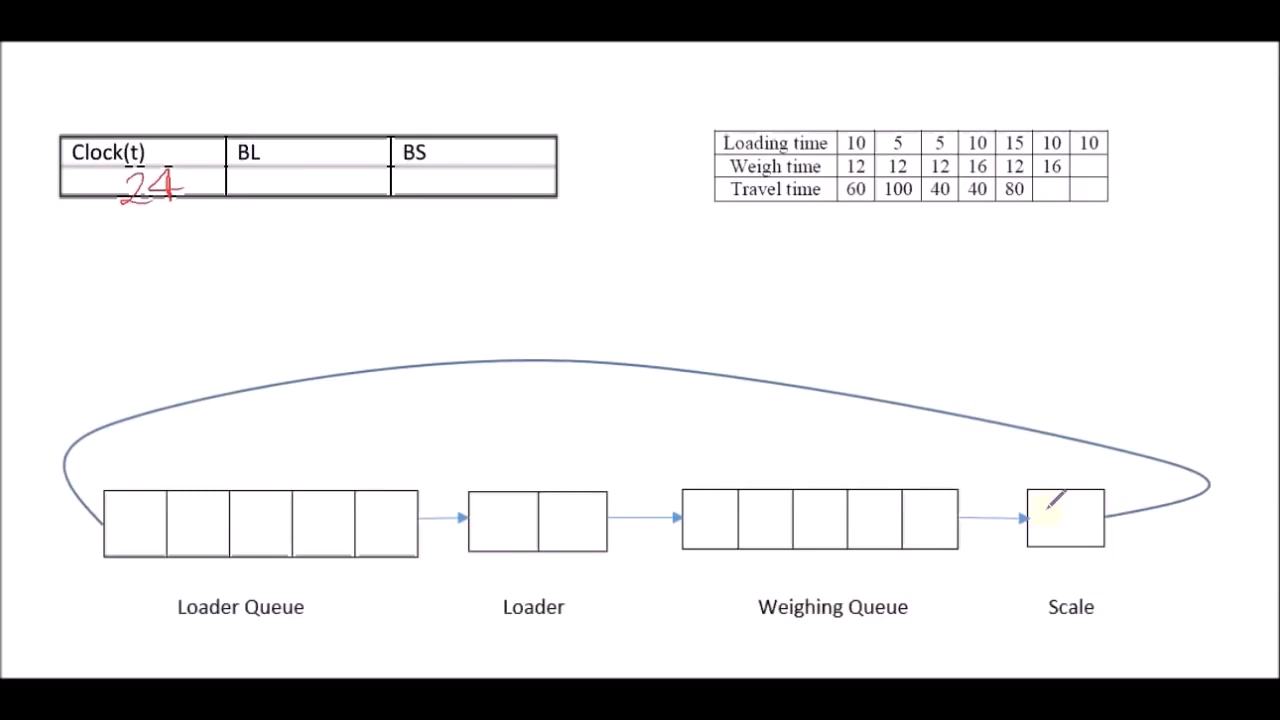 Clock(t) BL BS
24
Loading time 10 5 5 10 15 10 10
Weigh time 12 12 12 16 12 16
Travel time 60 100 40 40 80
Loader Queue Loader Weighing Queue Scale